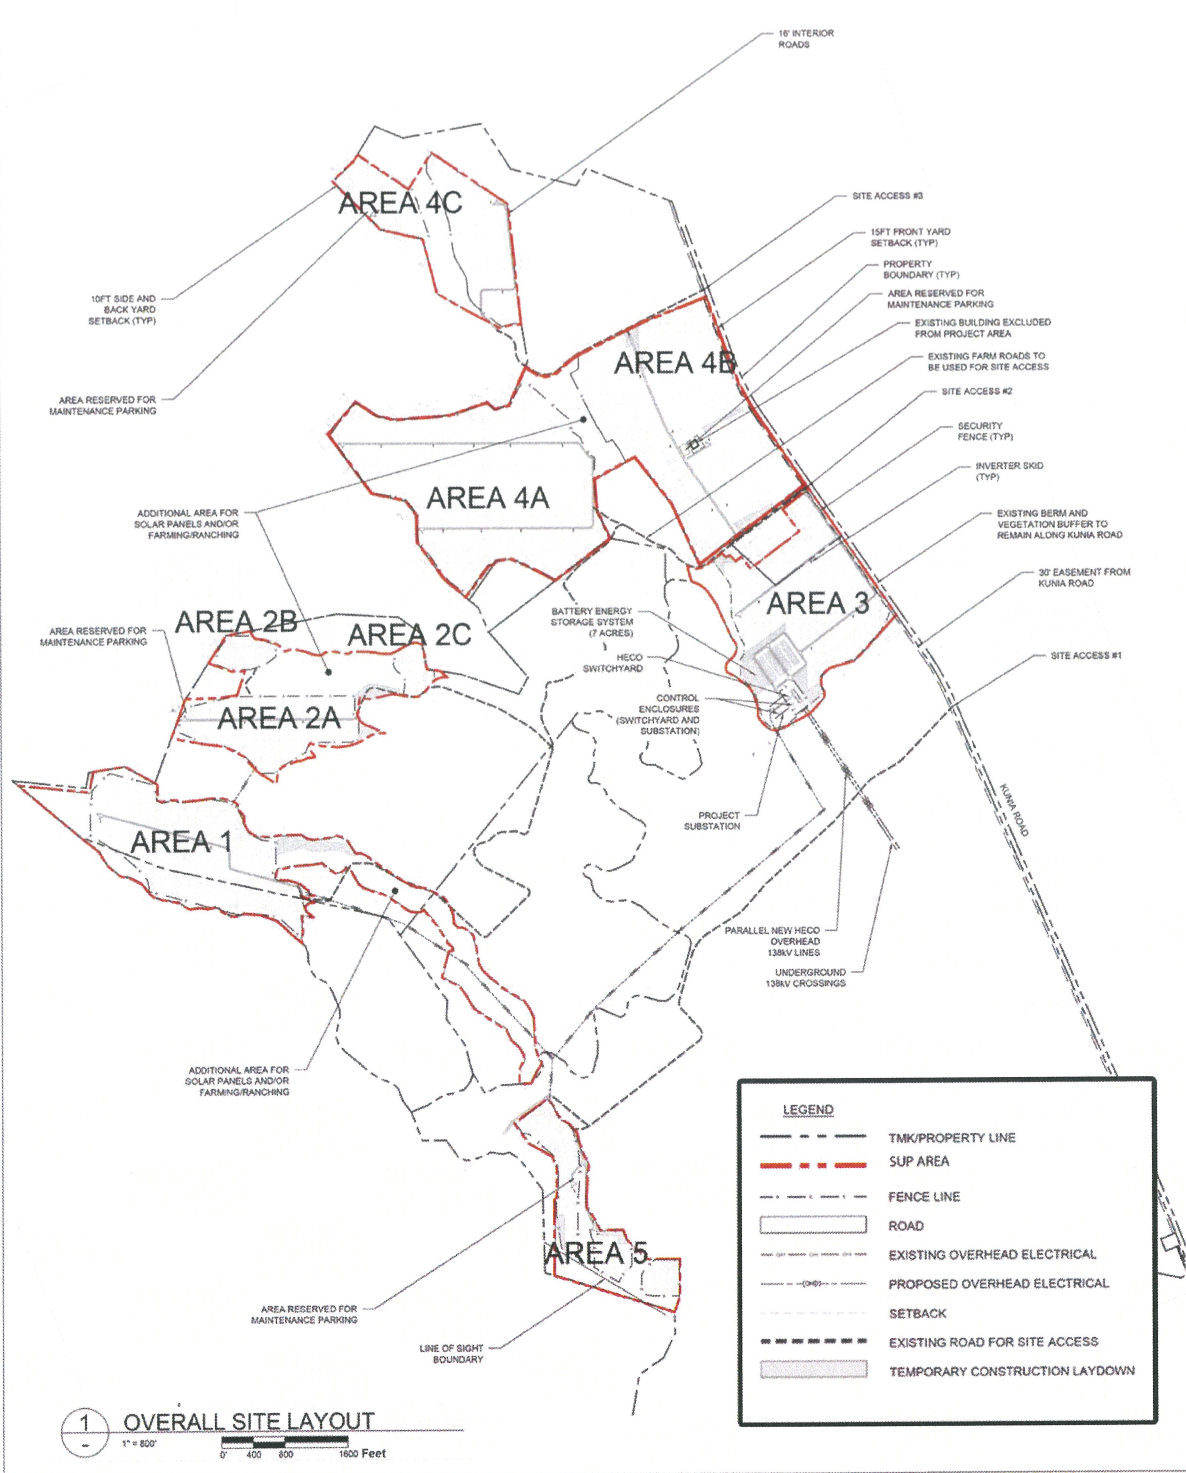 16' INTERIOR
ROADS
AREA 4C
SITE ACCESS #3
15FT FRONT YARD
SETBACK (TYP)
PROPERTY
BOUNDARY (TYP)
AREA RESERVED FOR
MAINTENANCE PARKING
10FT SIDE AND
BACK YARD
SETBACK (TYP)
EXISTING BUILDING EXCLUDED
FROM PROJECT AREA
AREA 4B
EXISTING FARM ROADS TO
BE USED FOR SITE ACCESS
SITE ACCESS #2
AREA RESERVED FOR
MAINTENANCE PARKING
SECURITY
FENCE (TYP)
INVERTER SKID
(TYP)
AREA 4A
ADDITIONAL AREA FOR
SOLAR PANELS AND/OR
FARMING/RANCHING
EXISTING BERM AND
VEGETATION BUFFER TO
REMAIN ALONG KUNIA ROAD
30' EASEMENT FROM
KUNIA ROAD
AREA 3
BATTERY ENERGY
STORAGE SYSTEM
(7 ACRES)
AREA 2B
AREA 2C
AREA RESERVED FOR
MAINTENANCE PARKING
HECO
SWITCHYARD
SITE ACCESS #1
CONTROL
ENCLOSURES
(SWITCHYARD AND
SUBSTATION)
AREA 2A
KUNIA ROAD
PROJECT
SUBSTATION
AREA 1
PARALLEL NEW HECO
OVERHEAD
138kV LINES
UNDERGROUND
138kV CROSSINGS
ADDITIONAL AREA FOR
SOLAR PANELS AND/OR
FARMING/RANCHING
AREA 5
AREA RESERVED FOR
MAINTENANCE PARKING
LINE OF SIGHT
BOUNDARY
LEGEND
TMK/PROPERTY LINE
SUP AREA
FENCE LINE
ROAD
EXISTING OVERHEAD ELECTRICAL
PROPOSED OVERHEAD ELECTRICAL
SETBACK
EXISTING ROAD FOR SITE ACCESS
TEMPORARY CONSTRUCTION LAYDOWN
1 OVERALL SITE LAYOUT
- 1" = 800'
0' 400 800 1600 Feet